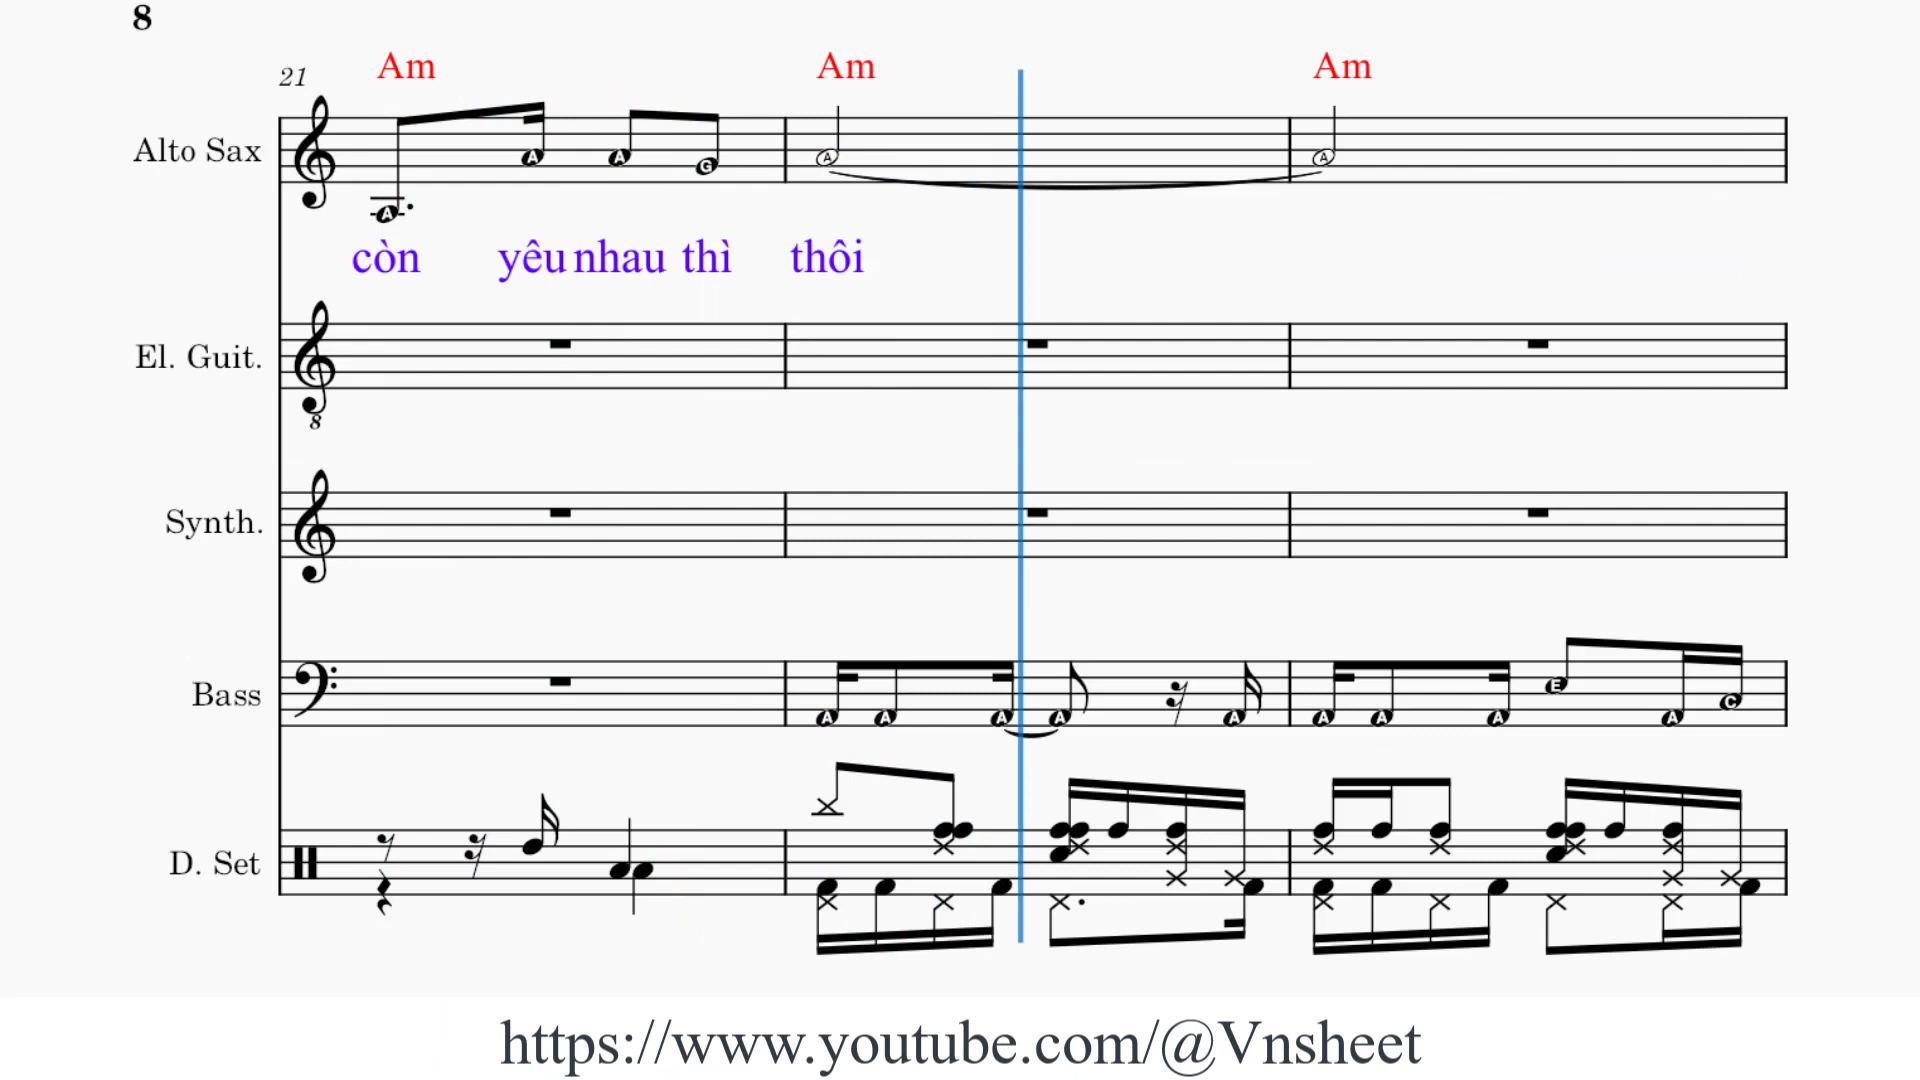 8
21 Am Am Am
Alto Sax
còn yêu nhau thì thôi
El. Guit.
8
Synth.
Bass
D. Set
https://www.youtube.com/@Vnsheet